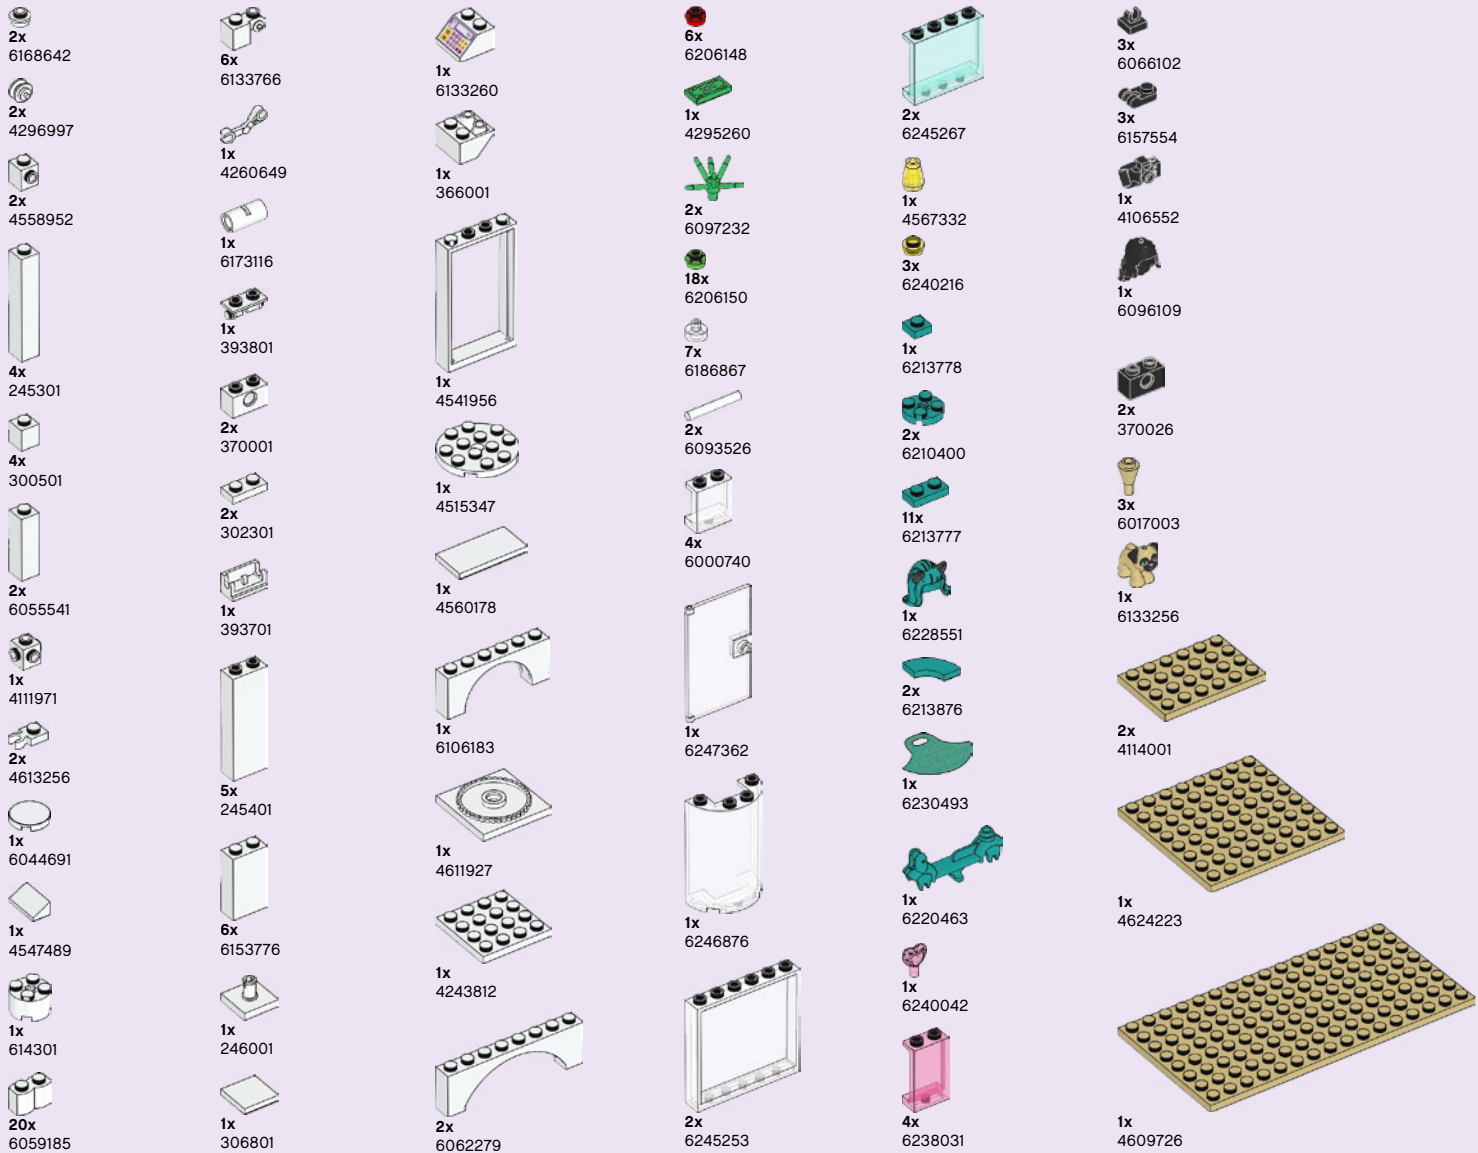 2x
6168642
2x
4296997
2x
4558952
4x
245301
4x
300501
2x
6055541
1x
4111971
2x
4613256
1x
6044691
1x
4547489
1x
614301
20x
6059185
6x
6133766
1x
4260649
1x
6173116
1x
393801
2x
370001
2x
302301
1x
393701
5x
245401
6x
6153776
1x
246001
1x
306801
1x
6133260
1x
366001
1x
4541956
1x
4515347
1x
4560178
1x
6106183
1x
4611927
1x
4243812
2x
6062279
6x
6206148
1x
4295260
2x
6097232
18x
6206150
7x
6186867
2x
6093526
4x
6000740
1x
6247362
1x
6246876
2x
6245253
2x
6245267
1x
4567332
3x
6240216
1x
6213778
2x
6210400
11x
6213777
1x
6228551
2x
6213876
1x
6230493
1x
6220463
1x
6240042
4x
6238031
3x
6066102
3x
6157554
1x
4106552
1x
6096109
2x
370026
3x
6017003
1x
6133256
2x
4114001
1x
4624223
1x
4609726